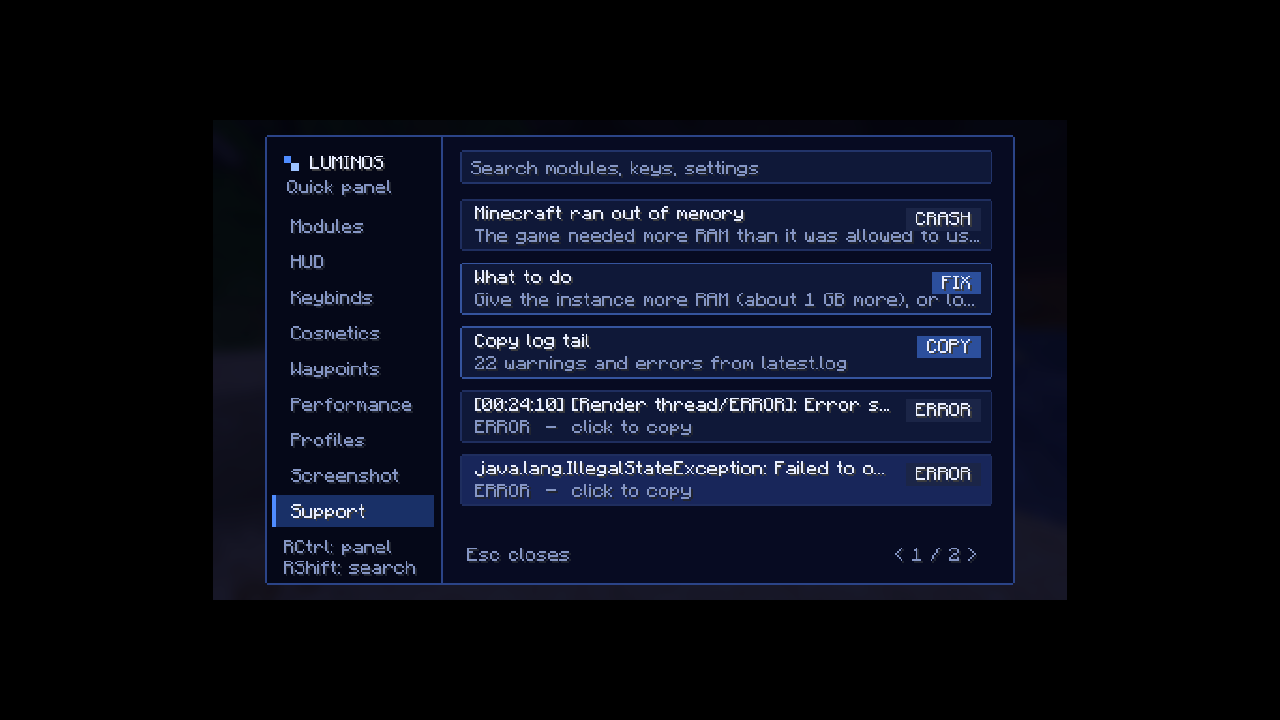 LUMINOS
Quick panel
Modules
HUD
Keybinds
Cosmetics
Waypoints
Performance
Profiles
Screenshot
Support
RCtrl: panel
RShift: search
Search modules, keys, settings
Minecraft ran out of memory
CRASH
The game needed more RAM than it was allowed to us...
What to do
FIX
Give the instance more RAM (about 1 GB more), or lo...
Copy log tail
COPY
22 warnings and errors from latest.log
[00:24:10] [Render thread/ERROR]: Error s...
ERROR
ERROR - click to copy
java.lang.IllegalStateException: Failed to o...
ERROR
ERROR - click to copy
Esc closes
< 1 / 2 >